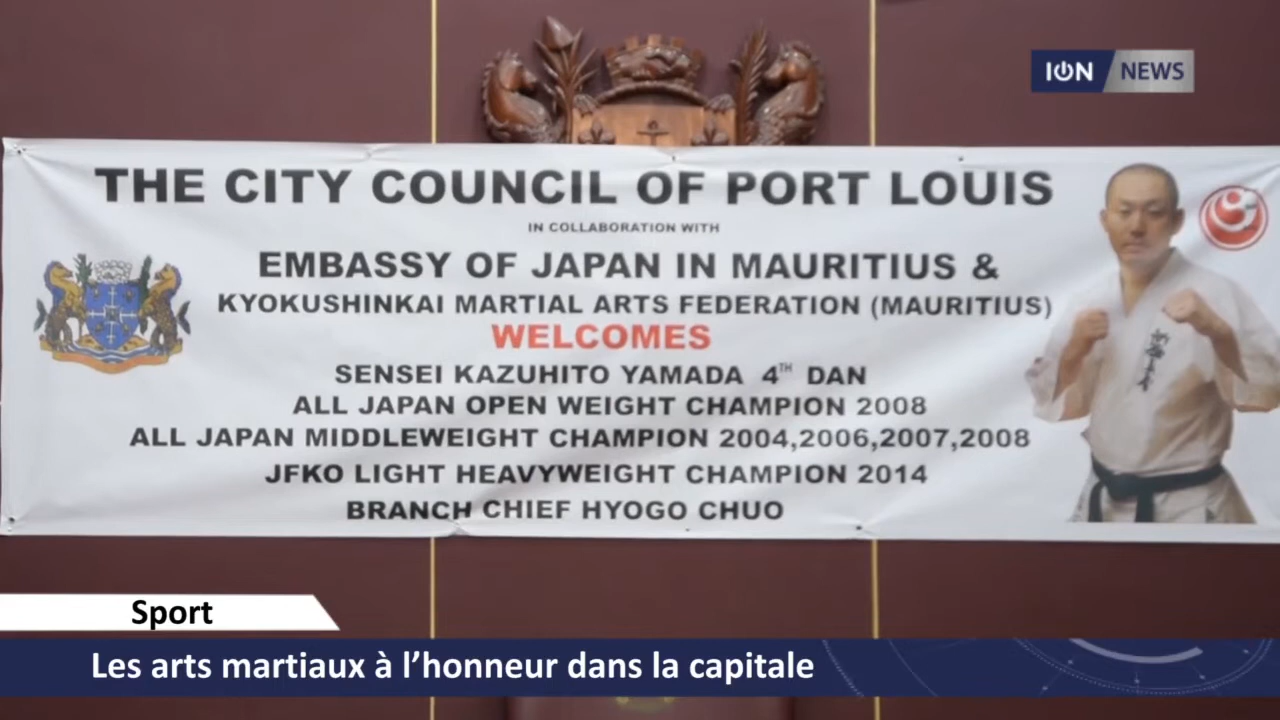 ION NEWS
THE CITY COUNCIL OF PORT LOUIS
IN COLLABORATION WITH
EMBASSY OF JAPAN IN MAURITIUS &
KYOKUSHINKAI MARTIAL ARTS FEDERATION (MAURITIUS)
WELCOMES
SENSEI KAZUHITO YAMADA 4TH DAN
ALL JAPAN OPEN WEIGHT CHAMPION 2008
ALL JAPAN MIDDLEWEIGHT CHAMPION 2004,2006,2007,2008
JFKO LIGHT HEAVYWEIGHT CHAMPION 2014
BRANCH CHIEF HYOGO CHUO
Sport
Les arts martiaux à l’honneur dans la capitale